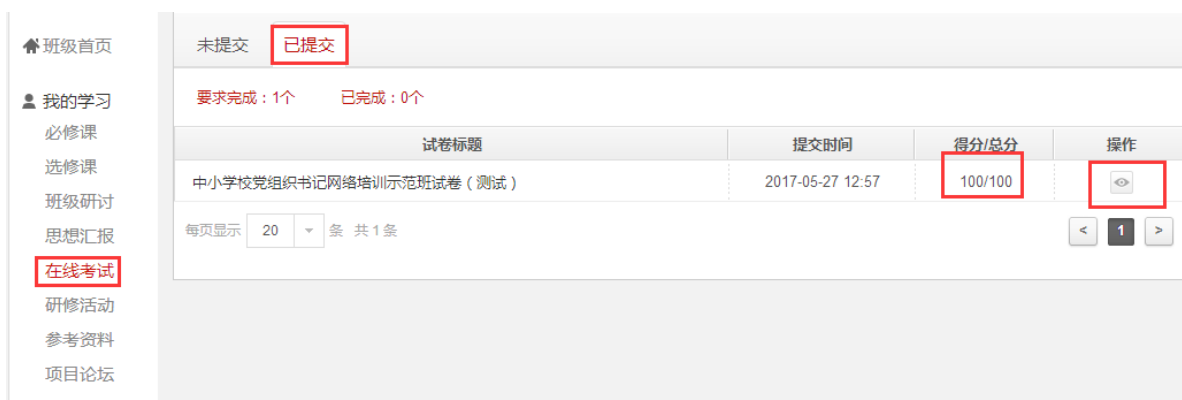 班级首页
我的学习
必修课
选修课
班级研讨
思想汇报
在线考试
研修活动
参考资料
项目论坛
未提交 已提交
要求完成：1个 已完成：0个
试卷标题 提交时间 得分/总分 操作
中小学校党组织书记网络培训示范班试卷（测试） 2017-05-27 12:57 100/100
每页显示 20 条 共1条 < 1 >